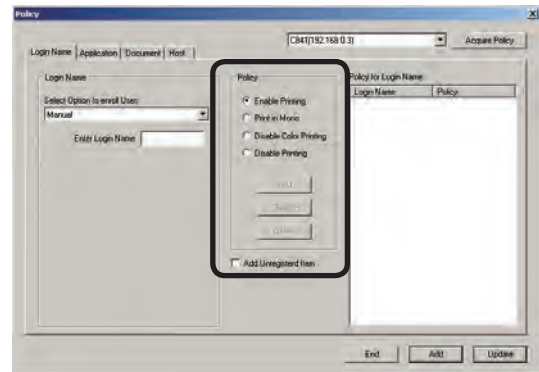 Policy
C841(192.168.0.3)
Acquire Policy
Login Name Application Document Host
Login Name
Select Option to enroll User:
Manual
Enter Login Name
Policy
Enable Printing
Print in Mono
Disable Color Printing
Disable Printing
Add Unregisterd Item
Policy for Login Name
Login Name Policy
End Add Update